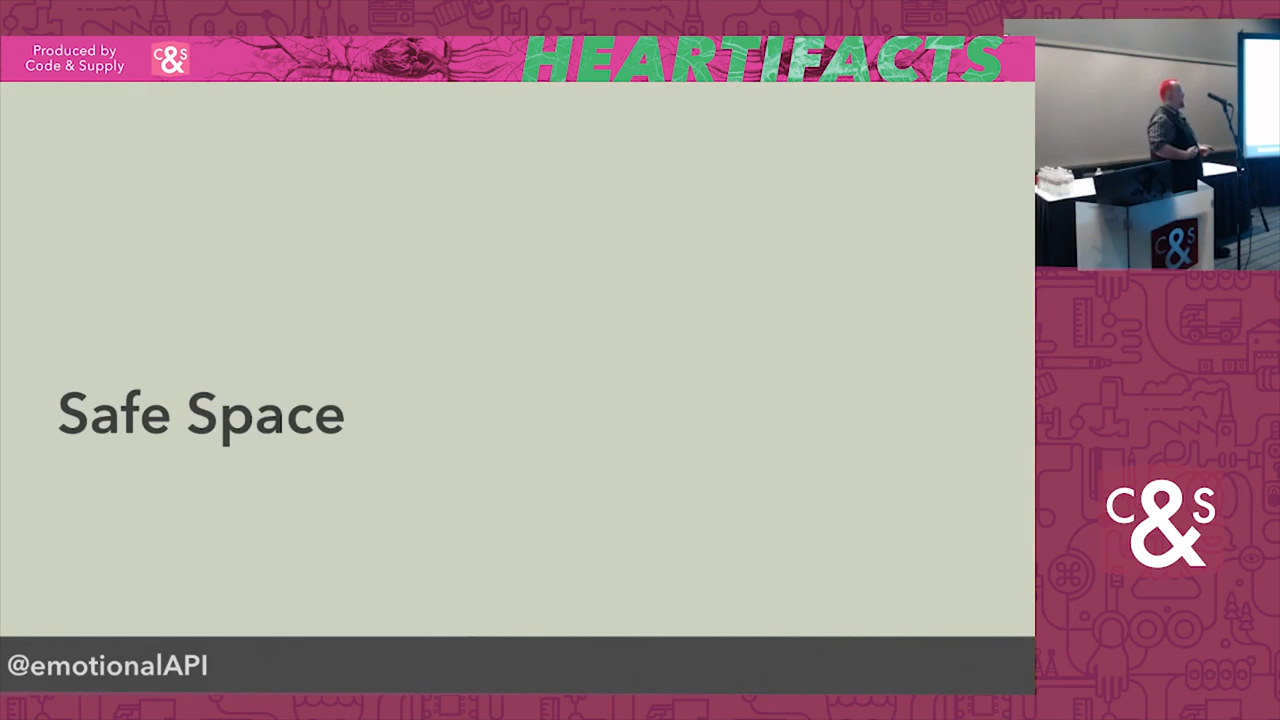 Produced by
Code & Supply
C&S
HEARTIFACTS
Safe Space
@emotionalAPI
C&S
C&S